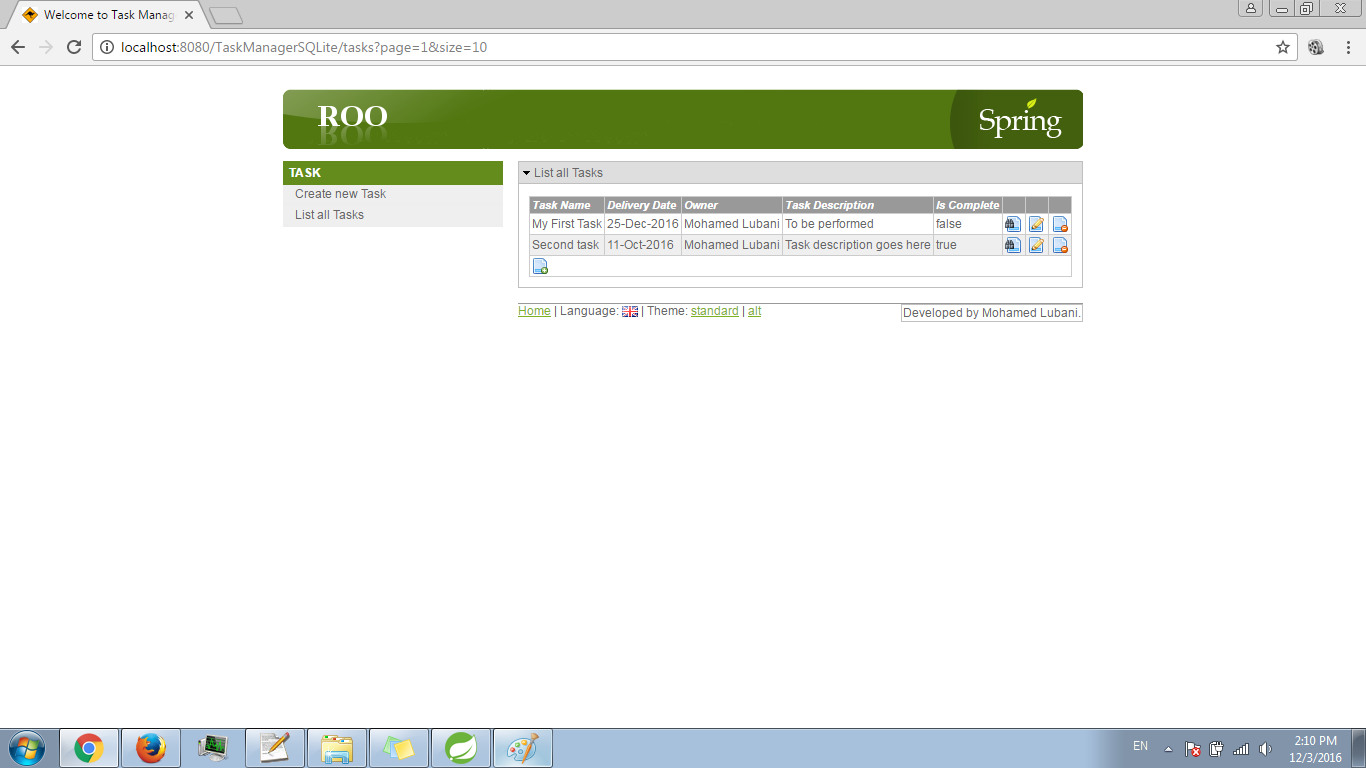 Welcome to Task Manag
localhost:8080/TaskManagerSQLite/tasks?page=1&size=10
ROO
Spring
TASK
Create new Task
List all Tasks
List all Tasks
Task Name Delivery Date Owner Task Description Is Complete
My First Task 25-Dec-2016 Mohamed Lubani To be performed false
Second task 11-Oct-2016 Mohamed Lubani Task description goes here true
Home | Language: | Theme: standard | alt
Developed by Mohamed Lubani.
EN
2:10 PM
12/3/2016